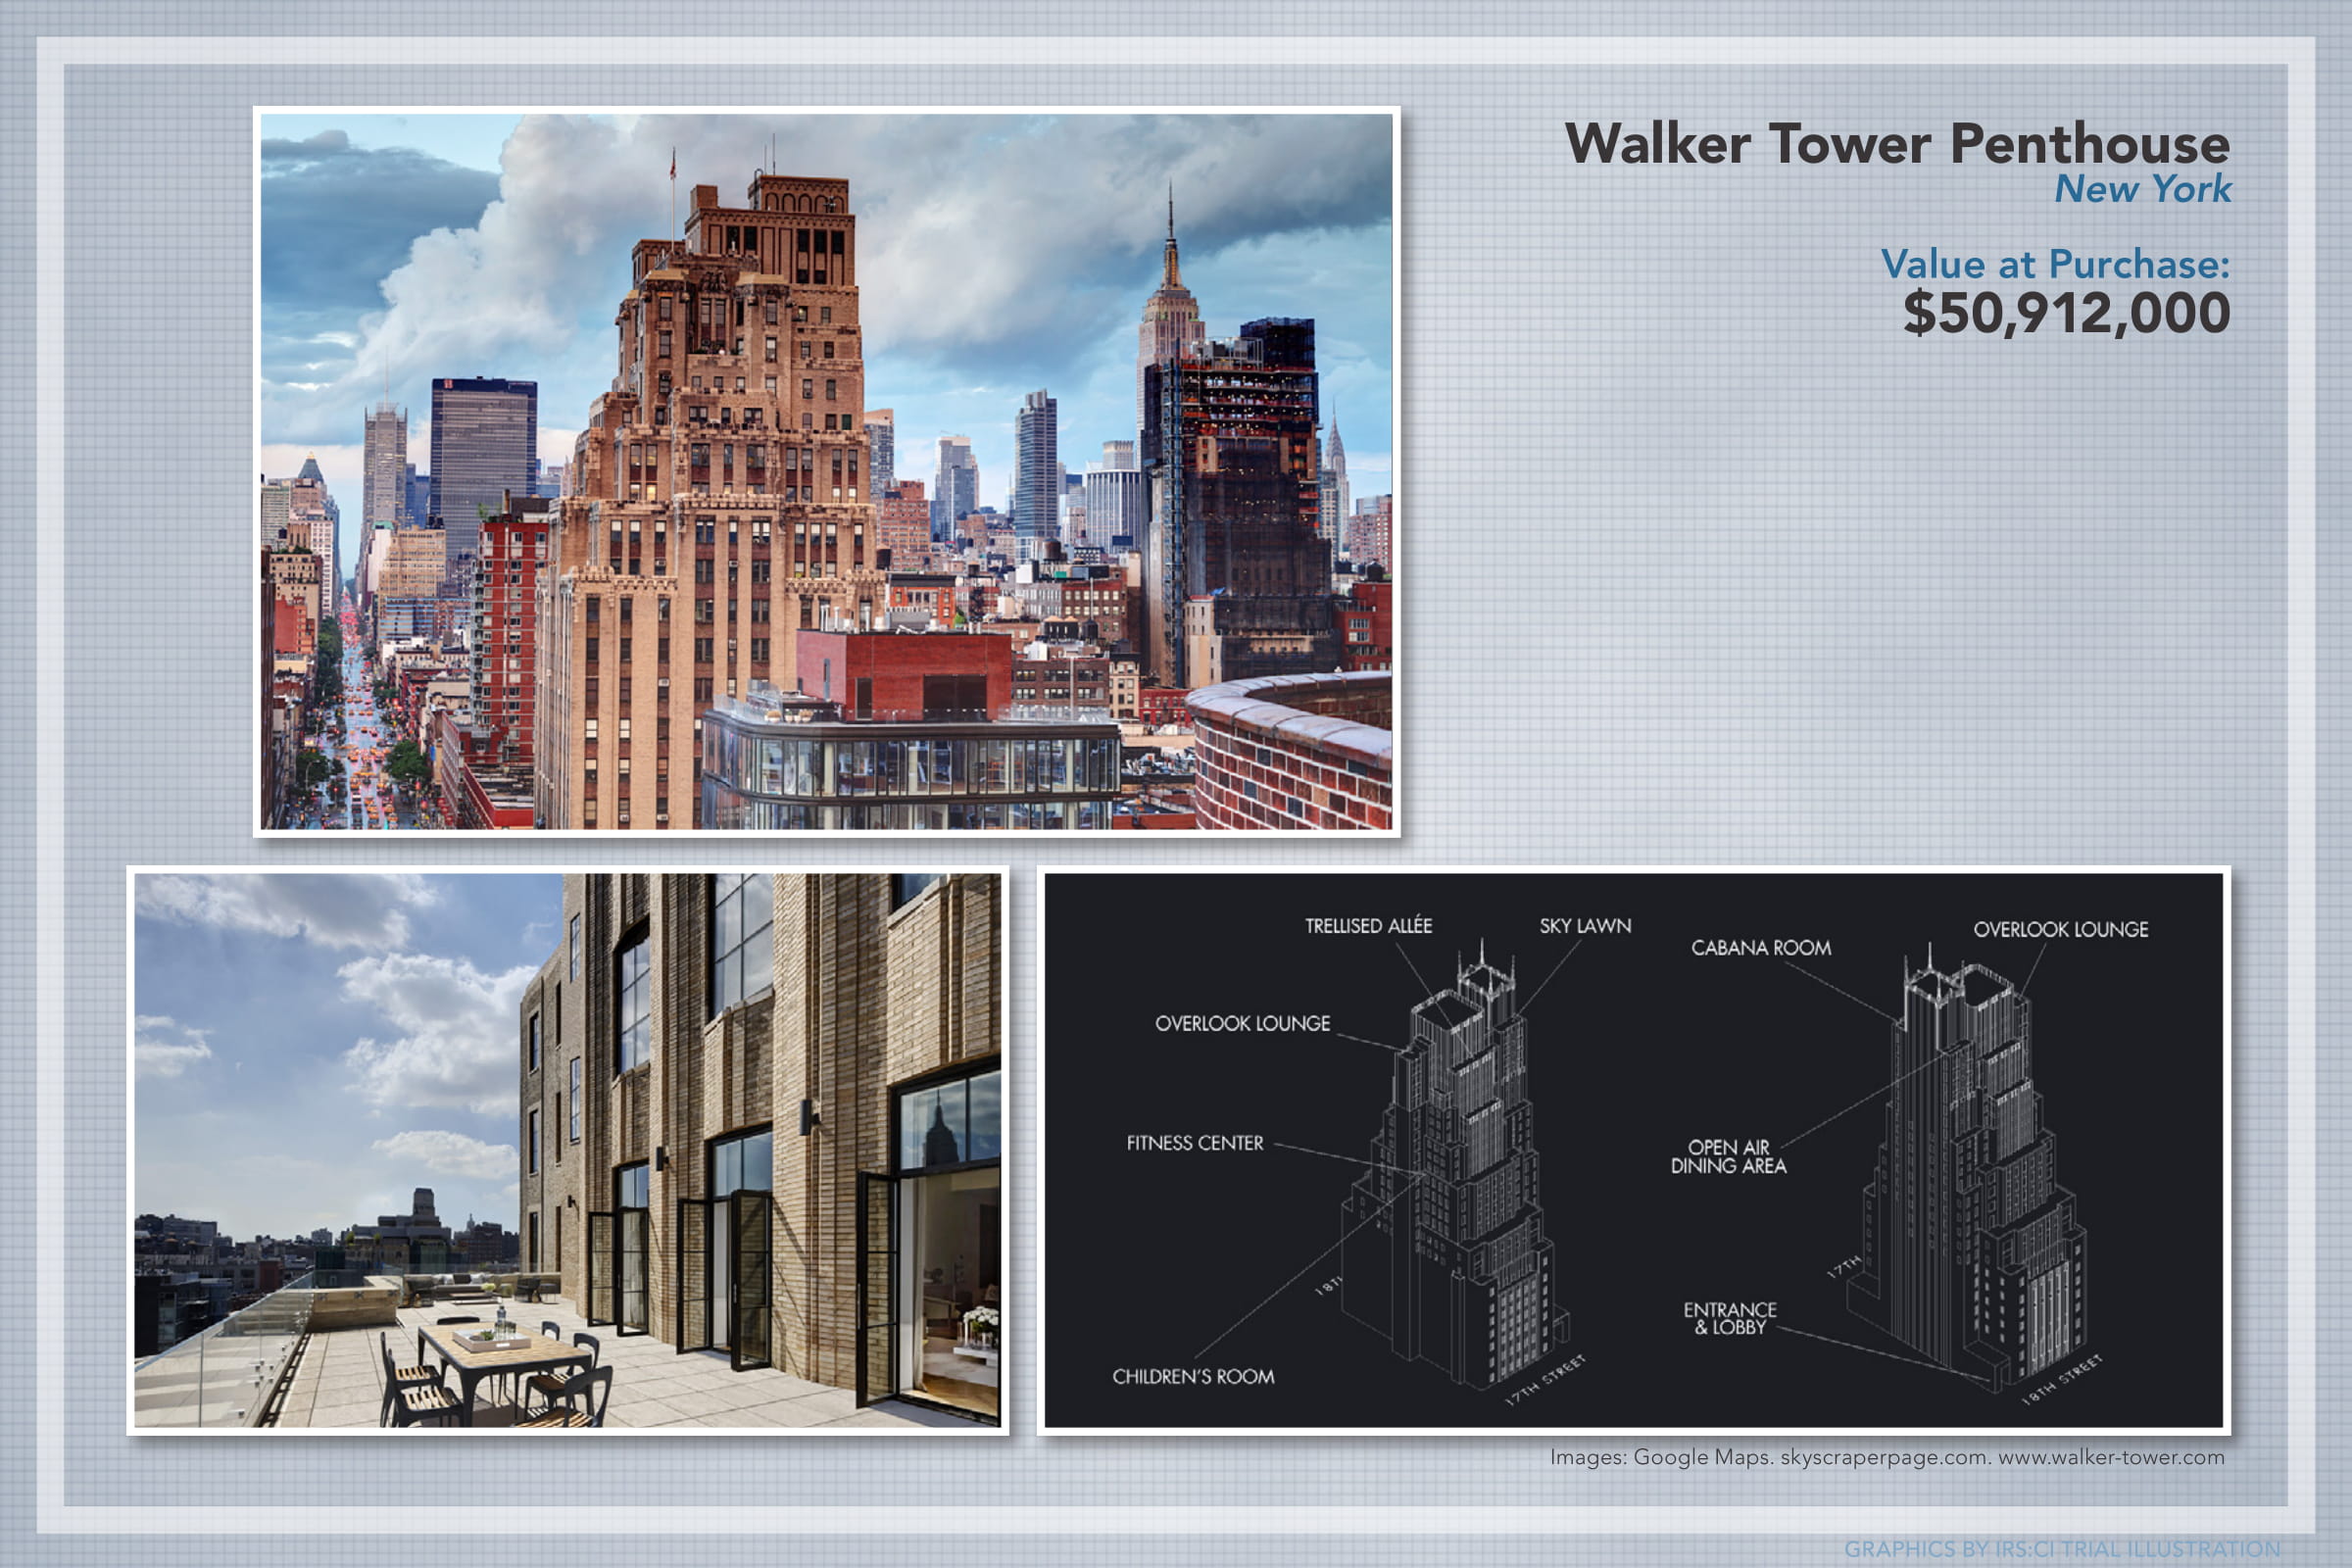 Walker Tower Penthouse
New York
Value at Purchase:
$50,912,000
TRELLISED ALLÉE
SKY LAWN
OVERLOOK LOUNGE
FITNESS CENTER
CHILDREN'S ROOM
18TH
17TH STREET
CABANA ROOM
OVERLOOK LOUNGE
OPEN AIR
DINING AREA
17TH
ENTRANCE
& LOBBY
18TH STREET
Images: Google Maps. skyscraperpage.com. www.walker-tower.com
GRAPHICS BY IRS:CI TRIAL ILLUSTRATION